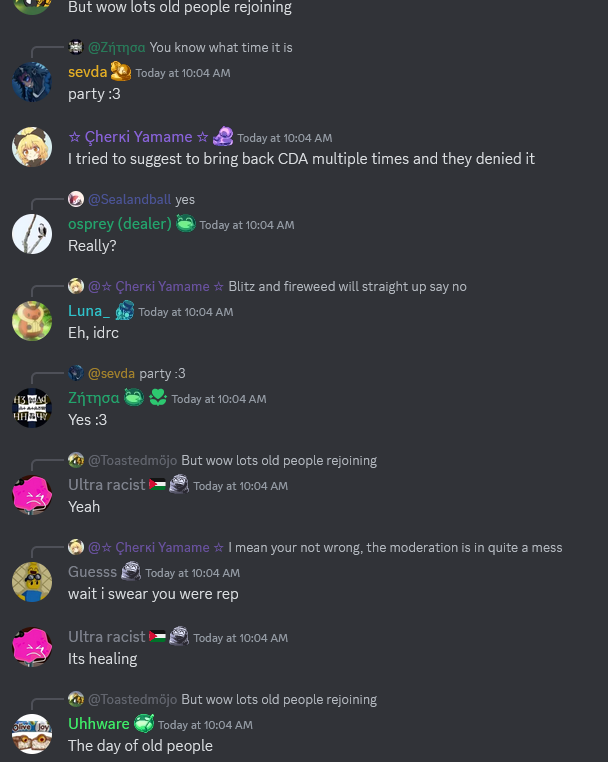 But wow lots old people rejoining
@Ζήτησα You know what time it is
sevda Today at 10:04 AM
party :3
☆ Çherкi Yamame ☆ Today at 10:04 AM
I tried to suggest to bring back CDA multiple times and they denied it
@Sealandball yes
osprey (dealer) Today at 10:04 AM
Really?
@☆ Çherкi Yamame ☆ Blitz and fireweed will straight up say no
Luna_ Today at 10:04 AM
Eh, idrc
@sevda party :3
Ζήτησα Today at 10:04 AM
Yes :3
@Toastedmõjo But wow lots old people rejoining
Ultra racist Today at 10:04 AM
Yeah
@☆ Çherкi Yamame ☆ I mean your not wrong, the moderation is in quite a mess
Guesss Today at 10:04 AM
wait i swear you were rep
Ultra racist Today at 10:04 AM
Its healing
@Toastedmõjo But wow lots old people rejoining
Uhhware Today at 10:04 AM
The day of old people